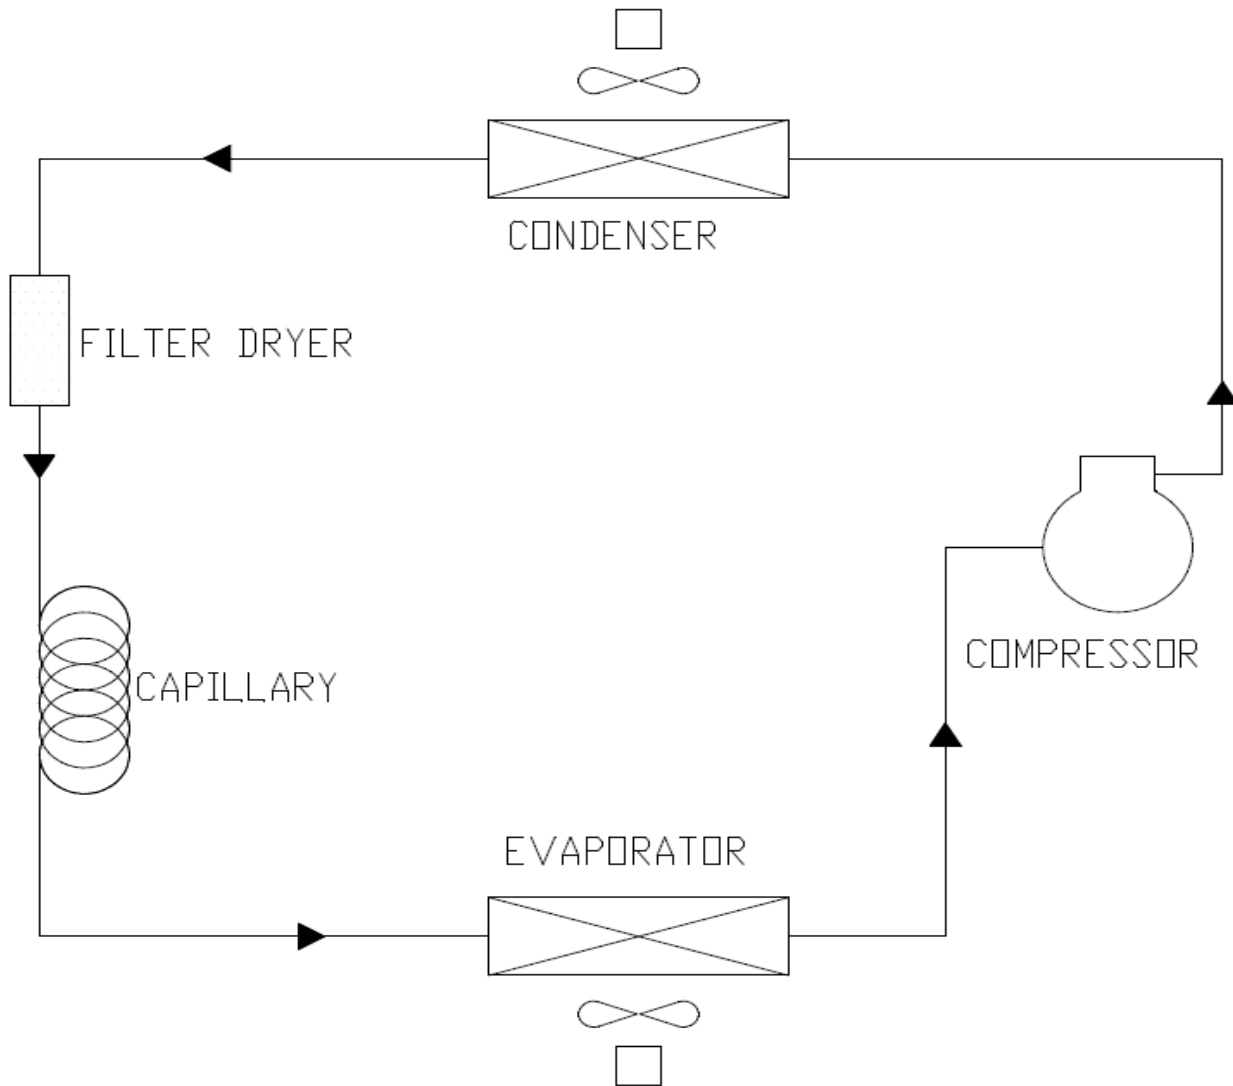 CONDENSER
FILTER DRYER
COMPRESSOR
CAPILLARY
EVAPORATOR